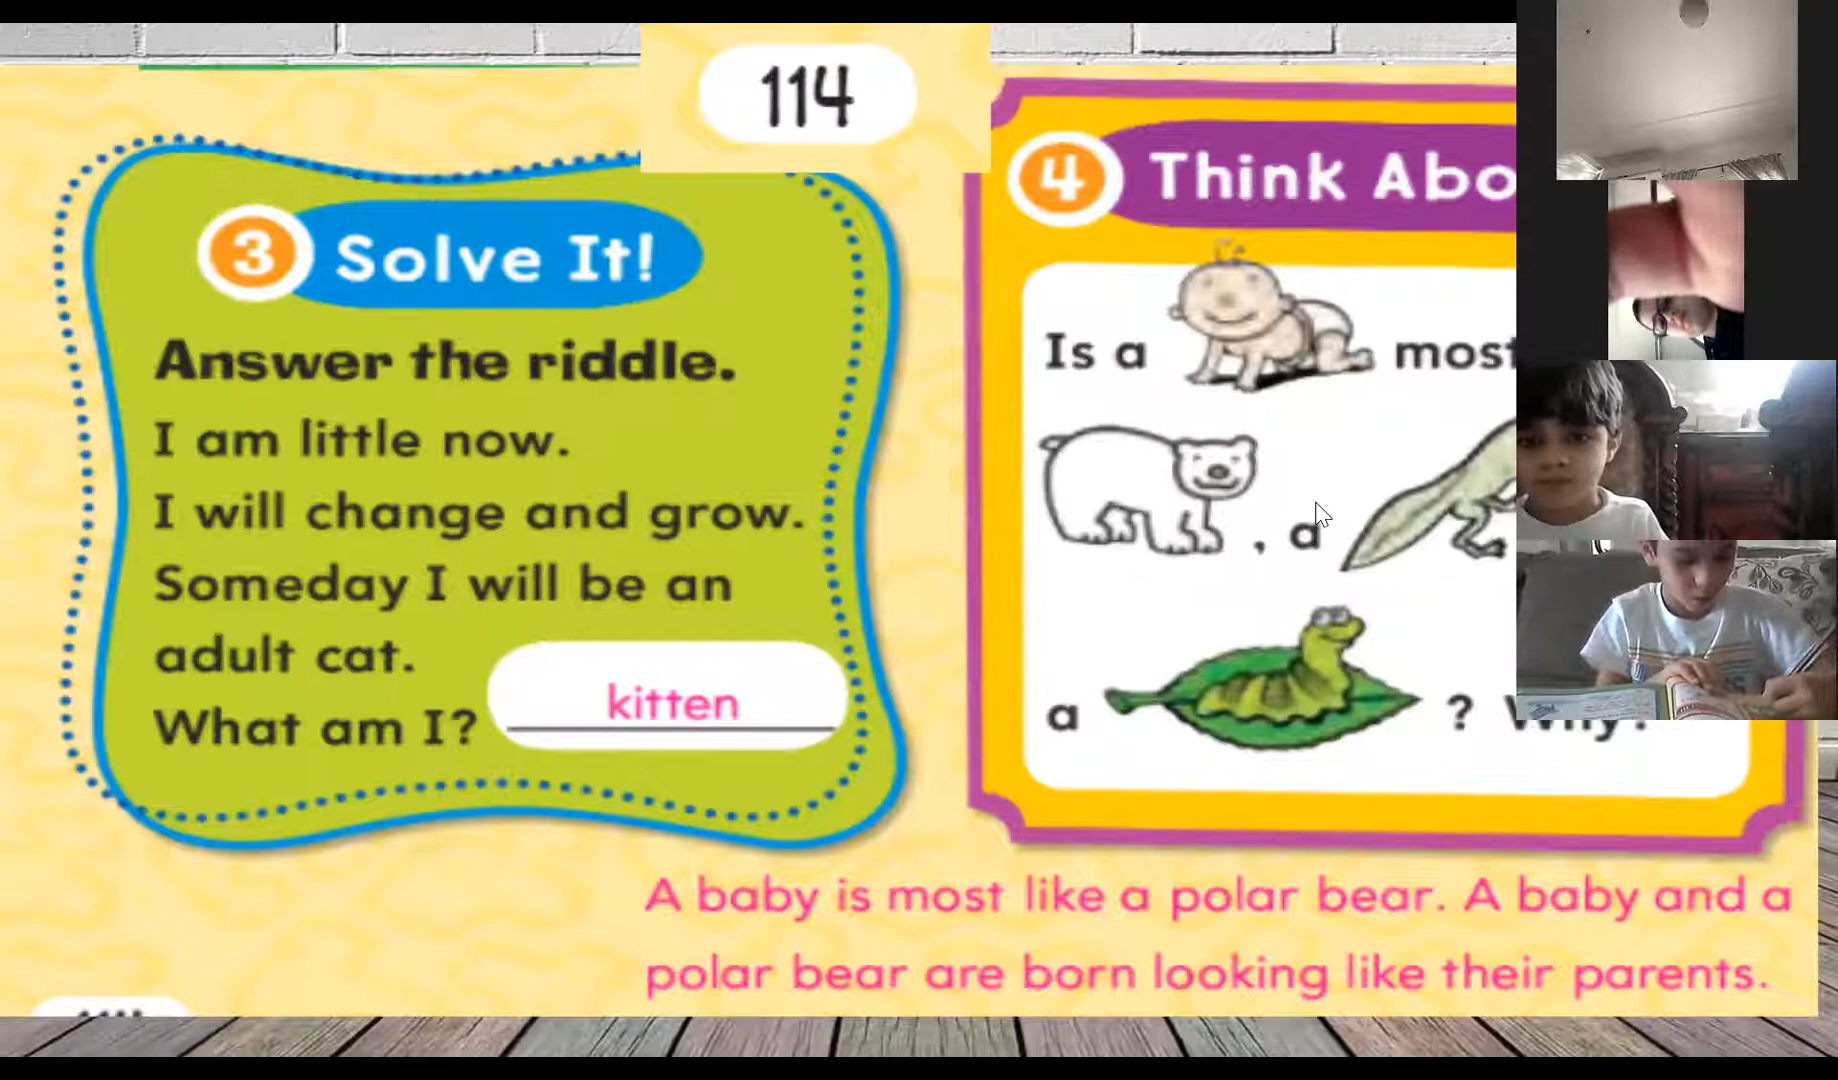 114
3 Solve It!
Answer the riddle.
I am little now.
I will change and grow.
Someday I will be an
adult cat.
What am I? kitten
4 Think Abo
Is a most
, a
a ? Why?
A baby is most like a polar bear. A baby and a
polar bear are born looking like their parents.